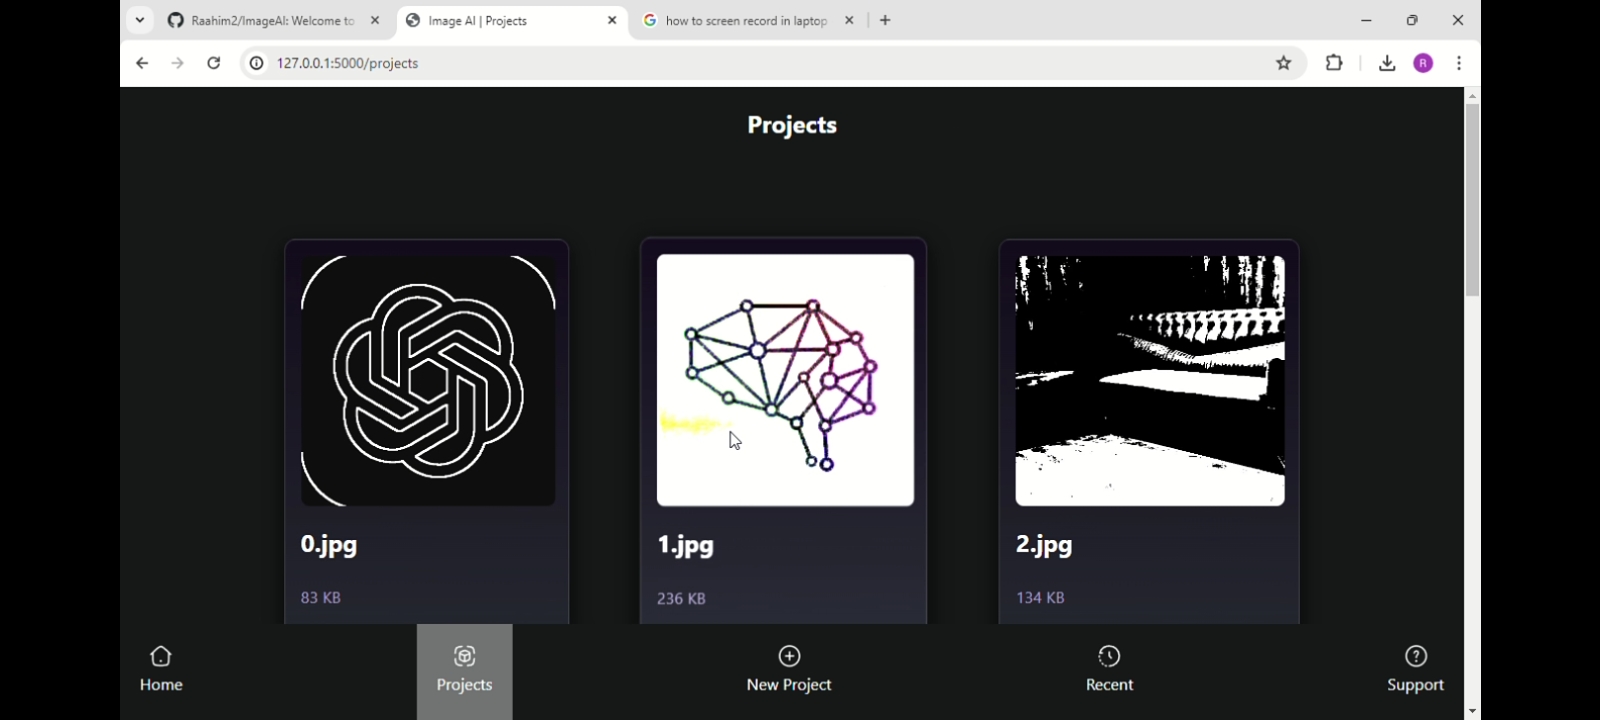 Raahim2/ImageAI: Welcome to
Image AI | Projects
how to screen record in laptop
127.0.0.1:5000/projects
R
Projects
0.jpg
83 KB
1.jpg
236 KB
2.jpg
134 KB
Home
Projects
New Project
Recent
Support